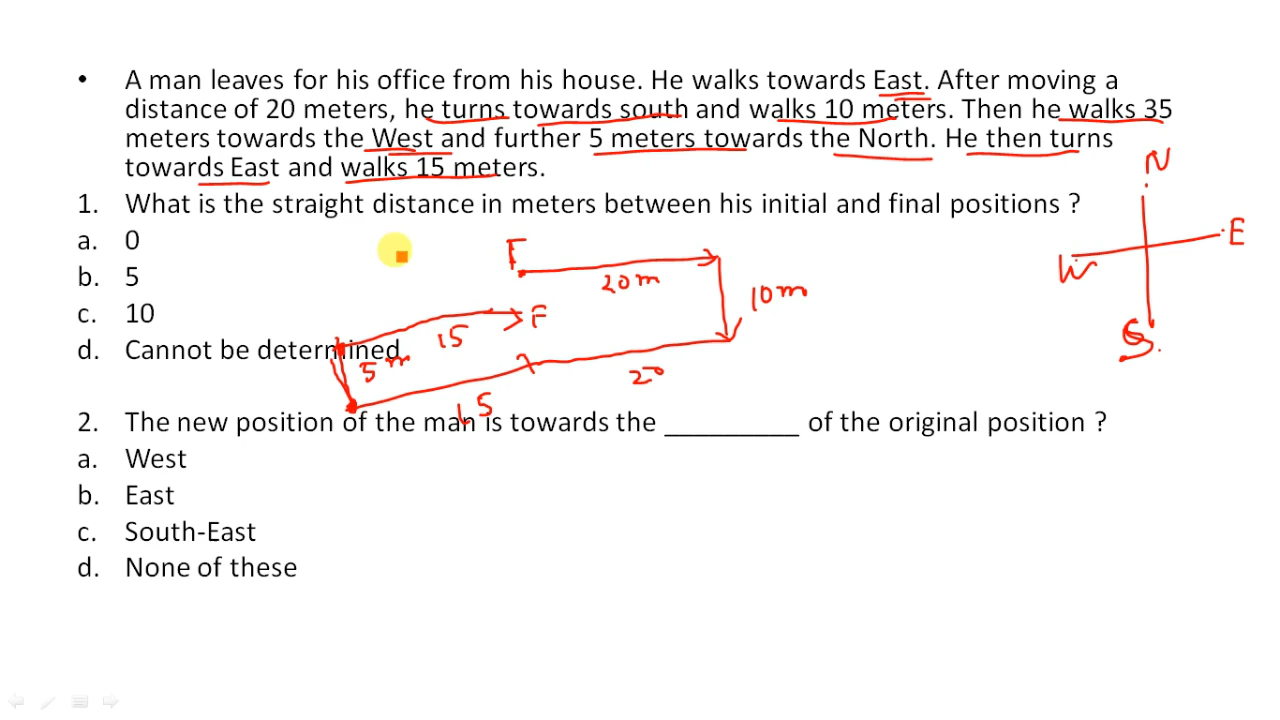 • A man leaves for his office from his house. He walks towards East. After moving a
distance of 20 meters, he turns towards south and walks 10 meters. Then he walks 35
meters towards the West and further 5 meters towards the North. He then turns
towards East and walks 15 meters.
N
1. What is the straight distance in meters between his initial and final positions ?
E
a. 0
W
b. 5
20m
10m
c. 10
F
15
S
d. Cannot be determined
5m
20
15
2. The new position of the man is towards the _________ of the original position ?
a. West
b. East
c. South-East
d. None of these